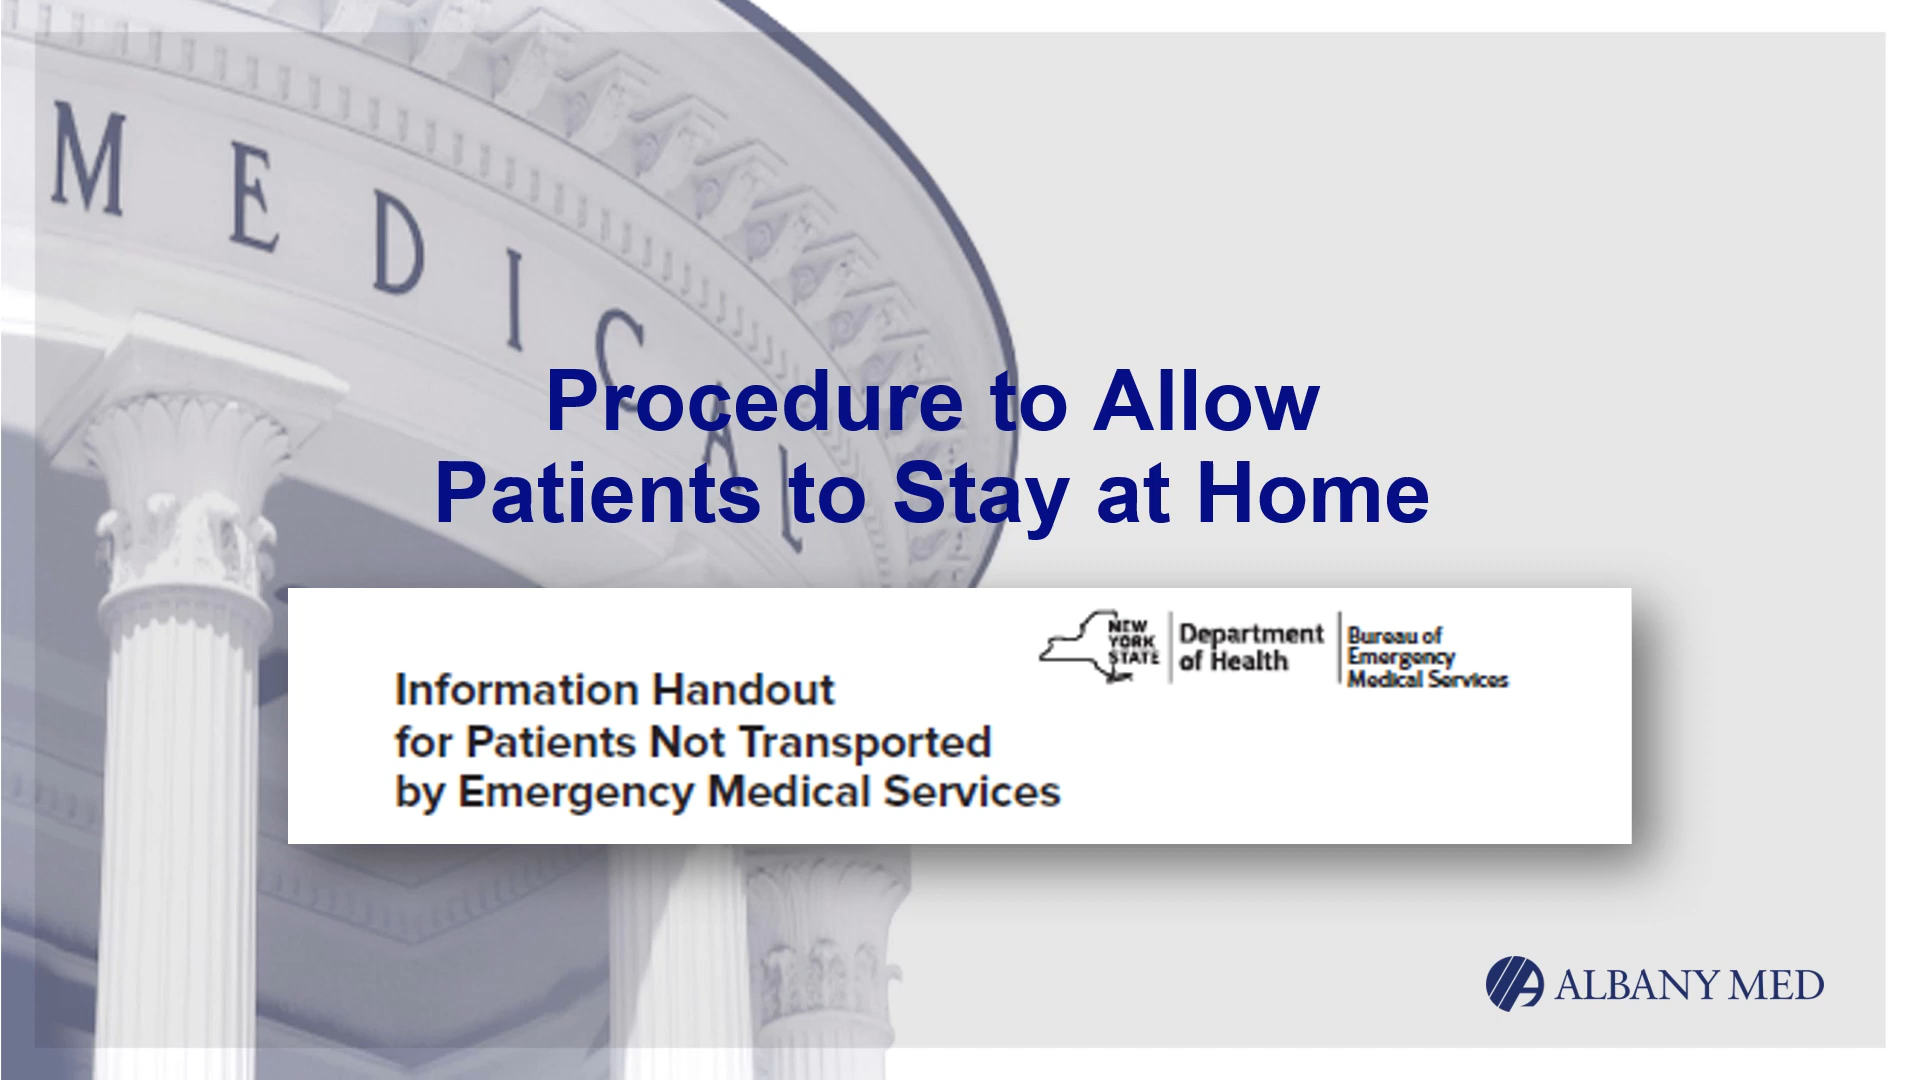 MEDICAL
Procedure to Allow
Patients to Stay at Home
NEW
YORK
STATE
Department
of Health
Bureau of
Emergency
Medical Services
Information Handout
for Patients Not Transported
by Emergency Medical Services
ALBANY MED